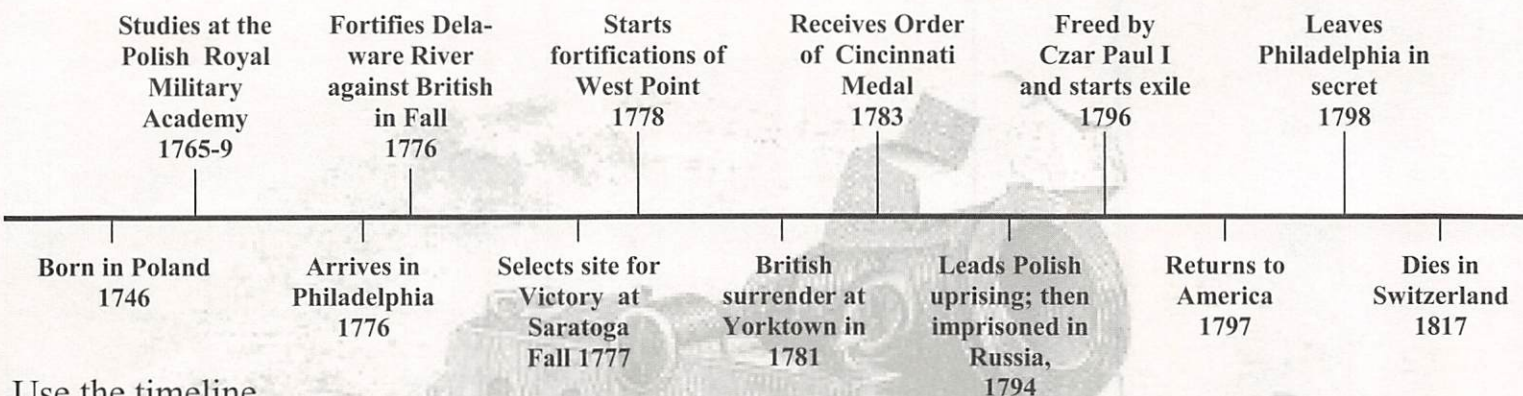 Studies at the
Polish Royal
Military
Academy
1765-9
Fortifies Dela-
ware River
against British
in Fall
1776
Starts
fortifications of
West Point
1778
Receives Order
of Cincinnati
Medal
1783
Freed by
Czar Paul I
and starts exile
1796
Leaves
Philadelphia in
secret
1798
Born in Poland
1746
Arrives in
Philadelphia
1776
Selects site for
Victory at
Saratoga
Fall 1777
British
surrender at
Yorktown in
1781
Leads Polish
uprising; then
imprisoned in
Russia,
1794
Returns to
America
1797
Dies in
Switzerland
1817
Use the timeline